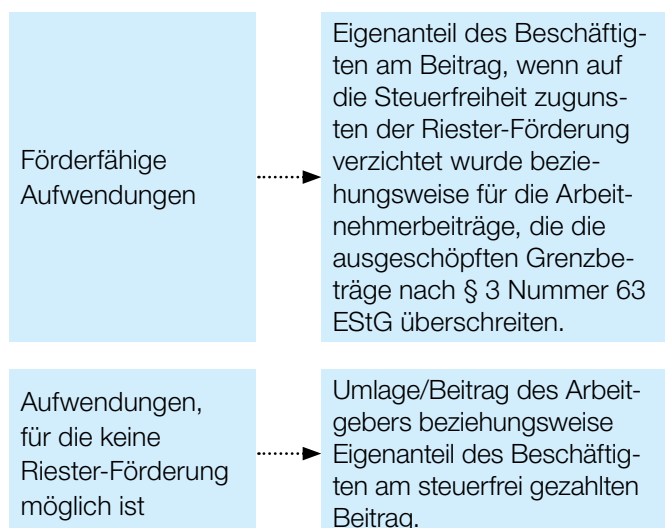 Förderfähige
Aufwendungen
Eigenanteil des Beschäftig-
ten am Beitrag, wenn auf
die Steuerfreiheit zuguns-
ten der Riester-Förderung
verzichtet wurde bezie-
hungsweise für die Arbeit-
nehmerbeiträge, die die
ausgeschöpften Grenzbe-
träge nach § 3 Nummer 63
EStG überschreiten.
Aufwendungen,
für die keine
Riester-Förderung
möglich ist
Umlage/Beitrag des Arbeit-
gebers beziehungsweise
Eigenanteil des Beschäftig-
ten am steuerfrei gezahlten
Beitrag.